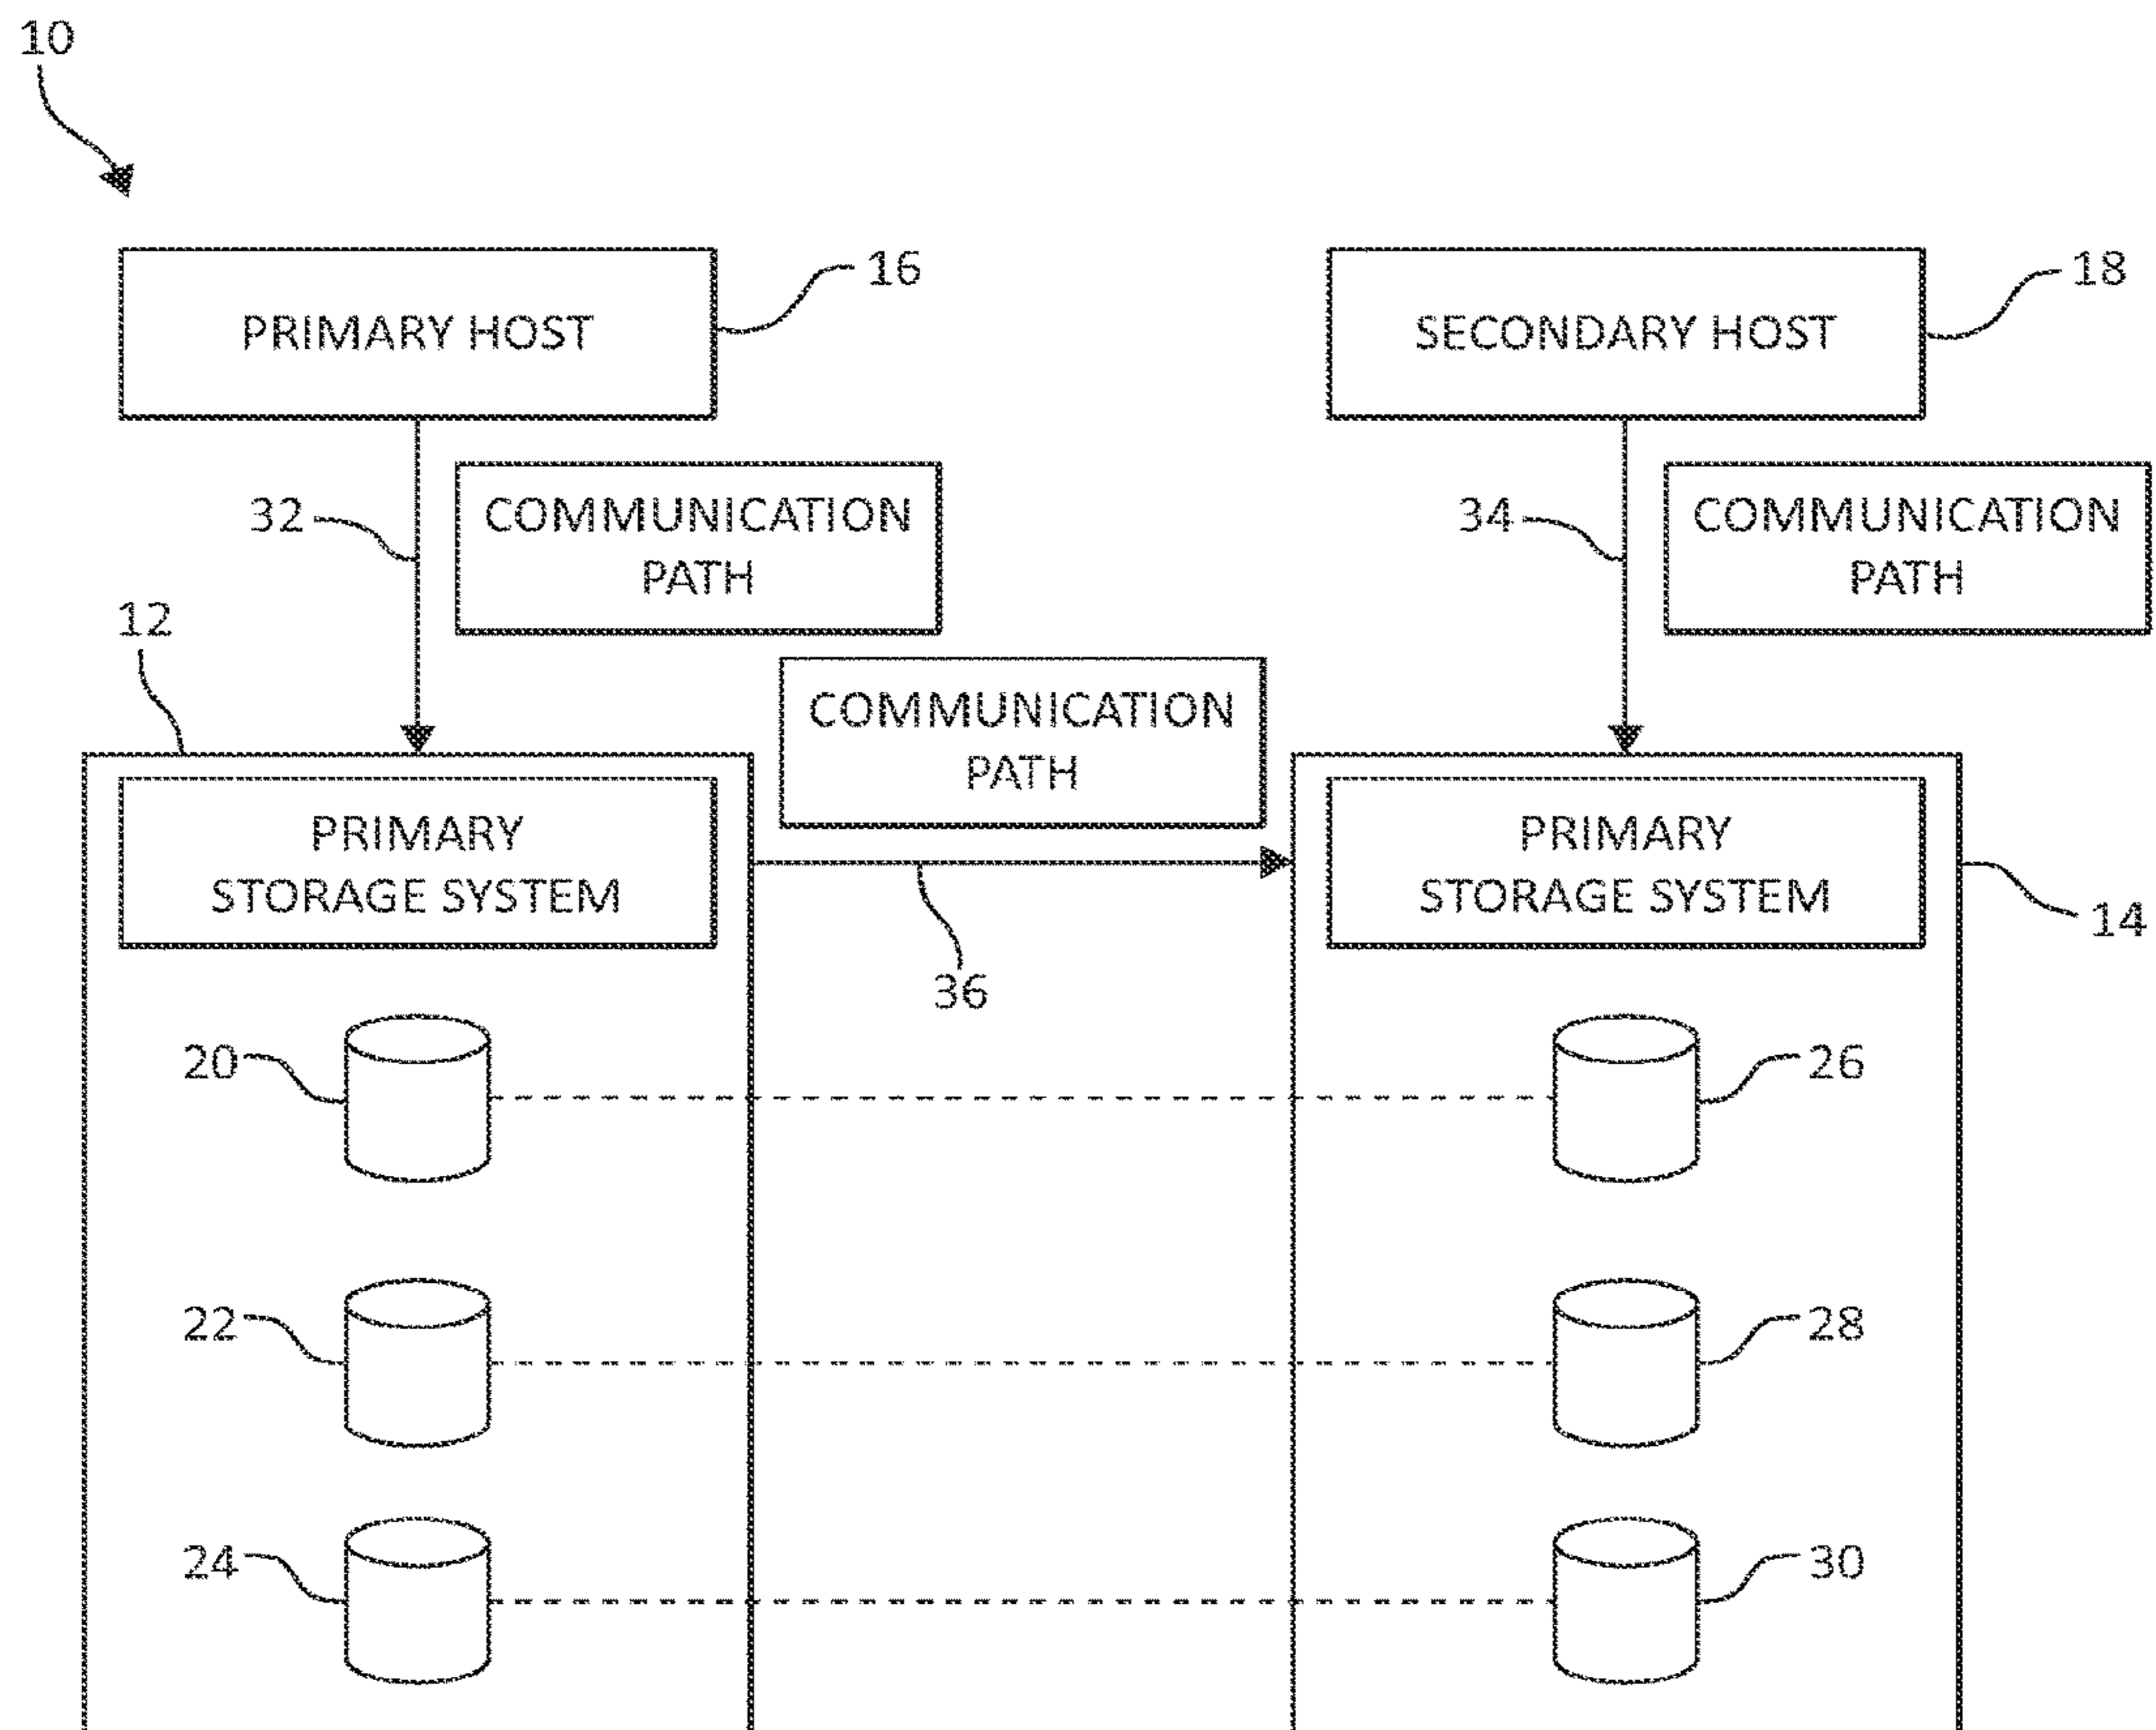 10
PRIMARY HOST
16
SECONDARY HOST
18
32
COMMUNICATION
PATH
34
COMMUNICATION
PATH
12
COMMUNICATION
PATH
PRIMARY
STORAGE SYSTEM
36
PRIMARY
STORAGE SYSTEM
14
20
26
22
28
24
30